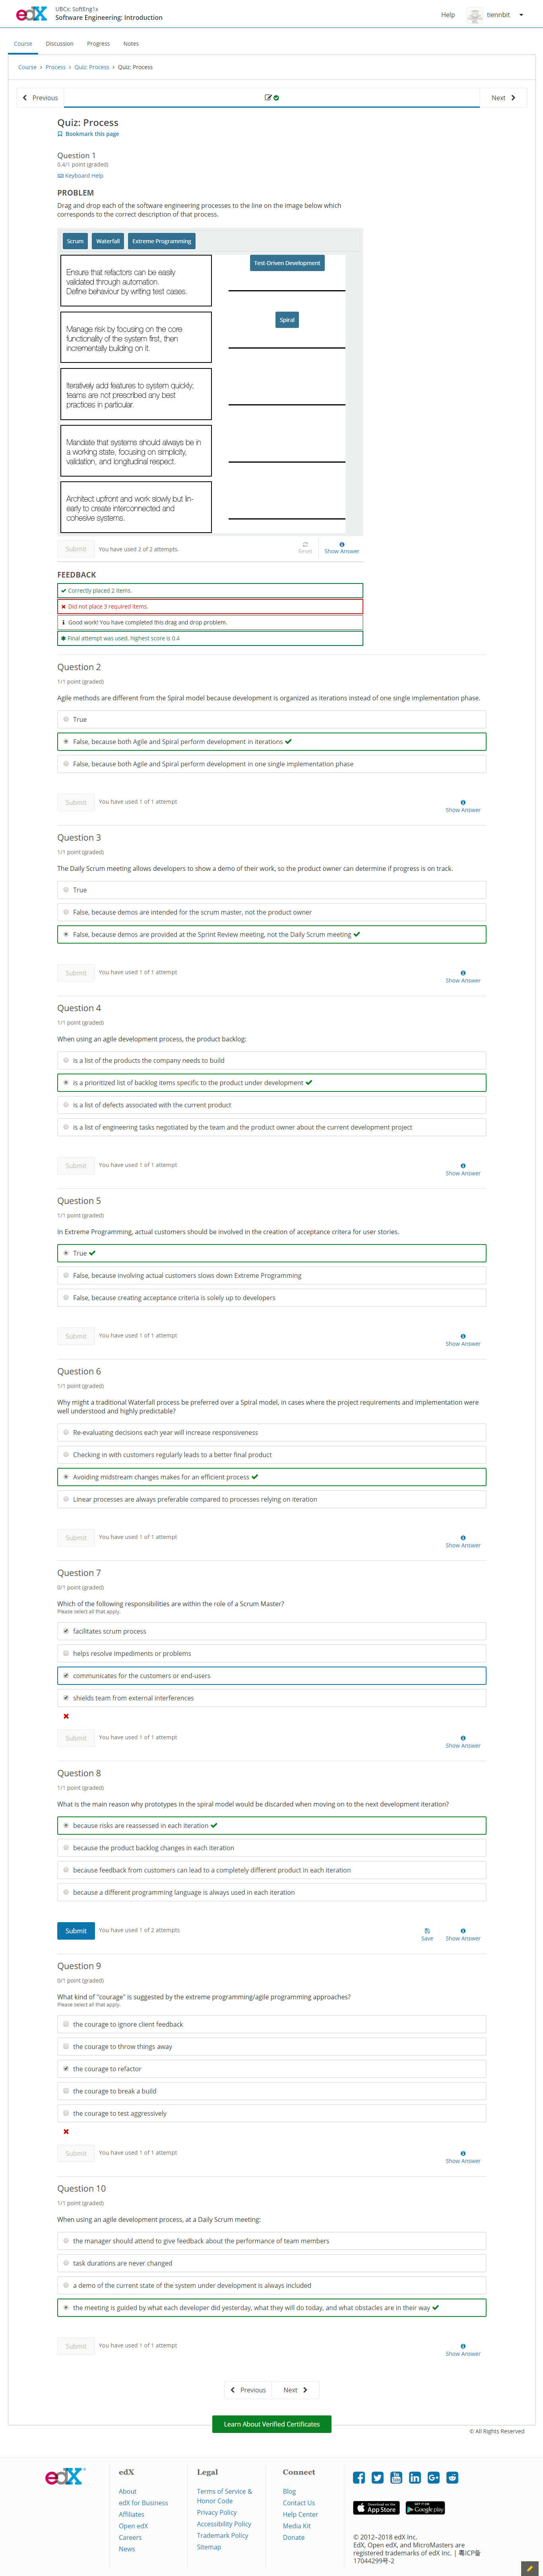 edX
UBCx: SoftEng1x
Software Engineering: Introduction
Help
tiennbit
Course
Discussion
Progress
Notes
Course > Process > Quiz: Process > Quiz: Process
Previous
Next
Quiz: Process
Bookmark this page
Question 1
0.4/1 point (graded)
Keyboard Help
PROBLEM
Drag and drop each of the software engineering processes to the line on the image below which
corresponds to the correct description of that process.
Scrum
Waterfall
Extreme Programming
Ensure that refactors can be easily
validated through automation.
Define behaviour by writing test cases.
Test-Driven Development
Manage risk by focusing on the core
functionality of the system first, then
incrementally building on it.
Spiral
Iteratively add features to system quickly;
teams are not prescribed any best
practices in particular.
Mandate that systems should always be in
a working state, focusing on simplicity,
validation, and longitudinal respect.
Architect upfront and work slowly but lin-
early to create interconnected and
cohesive systems.
Submit
You have used 2 of 2 attempts.
Reset
Show Answer
FEEDBACK
Correctly placed 2 items.
Did not place 3 required items.
Good work! You have completed this drag and drop problem.
Final attempt was used, highest score is 0.4
Question 2
1/1 point (graded)
Agile methods are different from the Spiral model because development is organized as iterations instead of one single implementation phase.
True
False, because both Agile and Spiral perform development in iterations
False, because both Agile and Spiral perform development in one single implementation phase
Submit
You have used 1 of 1 attempt
Show Answer
Question 3
1/1 point (graded)
The Daily Scrum meeting allows developers to show a demo of their work, so the product owner can determine if progress is on track.
True
False, because demos are intended for the scrum master, not the product owner
False, because demos are provided at the Sprint Review meeting, not the Daily Scrum meeting
Submit
You have used 1 of 1 attempt
Show Answer
Question 4
1/1 point (graded)
When using an agile development process, the product backlog:
is a list of the products the company needs to build
is a prioritized list of backlog items specific to the product under development
is a list of defects associated with the current product
is a list of engineering tasks negotiated by the team and the product owner about the current development project
Submit
You have used 1 of 1 attempt
Show Answer
Question 5
1/1 point (graded)
In Extreme Programming, actual customers should be involved in the creation of acceptance critera for user stories.
True
False, because involving actual customers slows down Extreme Programming
False, because creating acceptance criteria is solely up to developers
Submit
You have used 1 of 1 attempt
Show Answer
Question 6
1/1 point (graded)
Why might a traditional Waterfall process be preferred over a Spiral model, in cases where the project requirements and implementation were
well understood and highly predictable?
Re-evaluating decisions each year will increase responsiveness
Checking in with customers regularly leads to a better final product
Avoiding midstream changes makes for an efficient process
Linear processes are always preferable compared to processes relying on iteration
Submit
You have used 1 of 1 attempt
Show Answer
Question 7
0/1 point (graded)
Which of the following responsibilities are within the role of a Scrum Master?
Please select all that apply.
facilitates scrum process
helps resolve impediments or problems
communicates for the customers or end-users
shields team from external interferences
Submit
You have used 1 of 1 attempt
Show Answer
Question 8
1/1 point (graded)
What is the main reason why prototypes in the spiral model would be discarded when moving on to the next development iteration?
because risks are reassessed in each iteration
because the product backlog changes in each iteration
because feedback from customers can lead to a completely different product in each iteration
because a different programming language is always used in each iteration
Submit
You have used 1 of 2 attempts
Save
Show Answer
Question 9
0/1 point (graded)
What kind of "courage" is suggested by the extreme programming/agile programming approaches?
Please select all that apply.
the courage to ignore client feedback
the courage to throw things away
the courage to refactor
the courage to break a build
the courage to test aggressively
Submit
You have used 1 of 1 attempt
Show Answer
Question 10
1/1 point (graded)
When using an agile development process, at a Daily Scrum meeting:
the manager should attend to give feedback about the performance of team members
task durations are never changed
a demo of the current state of the system under development is always included
the meeting is guided by what each developer did yesterday, what they will do today, and what obstacles are in their way
Submit
You have used 1 of 1 attempt
Show Answer
Previous
Next
Learn About Verified Certificates
© All Rights Reserved
edX
edX
About
edX for Business
Affiliates
Open edX
Careers
News
Legal
Terms of Service &
Honor Code
Privacy Policy
Accessibility Policy
Trademark Policy
Sitemap
Connect
Blog
Contact Us
Help Center
Media Kit
Donate
Download on the
App Store
GET IT ON
Google play
© 2012–2018 edX Inc.
EdX, Open edX, and MicroMasters are
registered trademarks of edX Inc. | 粤ICP备
17044299号-2